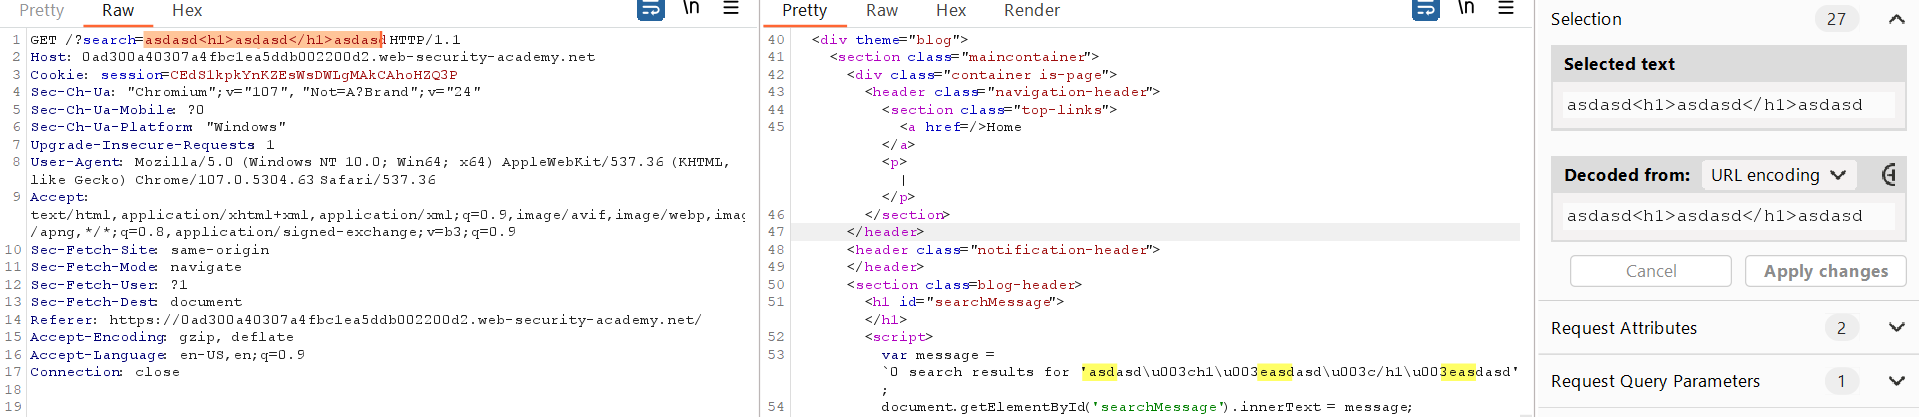 Pretty Raw Hex \n
1 GET /?search=asdasd<h1>asdasd</h1>asdasd HTTP/1.1
2 Host: 0ad300a40307a4fbc1ea5ddb002200d2.web-security-academy.net
3 Cookie: session=CEdSlkpkYnKZEsWsDWLgMAkCAhoHZQ3P
4 Sec-Ch-Ua: "Chromium";v="107", "Not=A?Brand";v="24"
5 Sec-Ch-Ua-Mobile: ?0
6 Sec-Ch-Ua-Platform: "Windows"
7 Upgrade-Insecure-Requests: 1
8 User-Agent: Mozilla/5.0 (Windows NT 10.0; Win64; x64) AppleWebKit/537.36 (KHTML,
like Gecko) Chrome/107.0.5304.63 Safari/537.36
9 Accept:
text/html,application/xhtml+xml,application/xml;q=0.9,image/avif,image/webp,imag
/apng,*/*;q=0.8,application/signed-exchange;v=b3;q=0.9
10 Sec-Fetch-Site: same-origin
11 Sec-Fetch-Mode: navigate
12 Sec-Fetch-User: ?1
13 Sec-Fetch-Dest: document
14 Referer: https://0ad300a40307a4fbc1ea5ddb002200d2.web-security-academy.net/
15 Accept-Encoding: gzip, deflate
16 Accept-Language: en-US,en;q=0.9
17 Connection: close
18
19
Pretty Raw Hex Render \n
40 <div theme="blog">
41 <section class="maincontainer">
42 <div class="container is-page">
43 <header class="navigation-header">
44 <section class="top-links">
45 <a href=/>Home
</a>
<p>
|
</p>
46 </section>
47 </header>
48 <header class="notification-header">
49 </header>
50 <section class=blog-header>
51 <h1 id="searchMessage">
</h1>
52 <script>
53 var message =
`0 search results for 'asdasd\u003ch1\u003easdasd\u003c/h1\u003easdasd'
;
54 document.getElementById('searchMessage').innerText = message;
Selection 27
Selected text
asdasd<h1>asdasd</h1>asdasd
Decoded from: URL encoding
asdasd<h1>asdasd</h1>asdasd
Cancel Apply changes
Request Attributes 2
Request Query Parameters 1